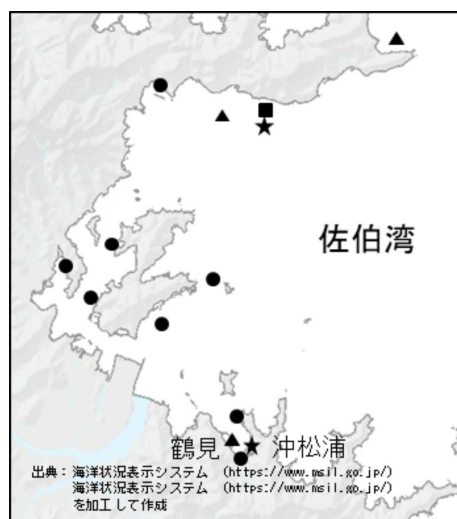 佐伯湾
鶴見 沖松浦
出典：海洋状況表示システム （https://www.msil.go.jp/）
海洋状況表示システム （https://www.msil.go.jp/）
を加工して作成